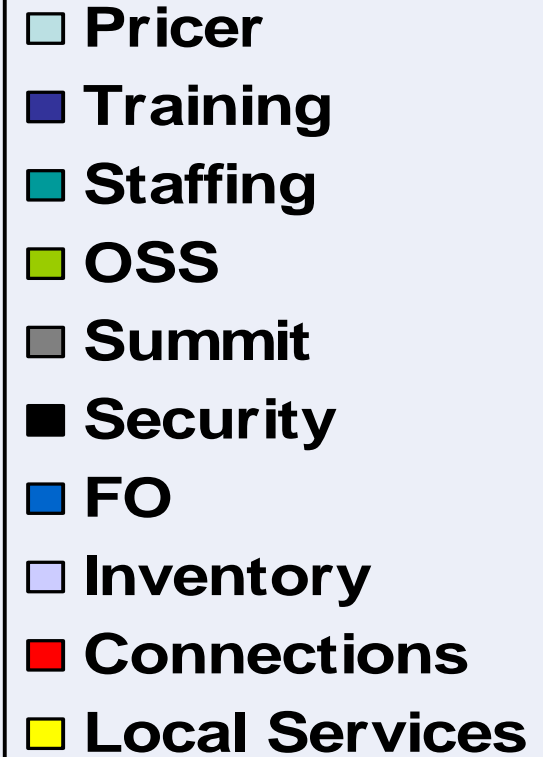 Pricer
Training
Staffing
OSS
Summit
Security
FO
Inventory
Connections
Local Services